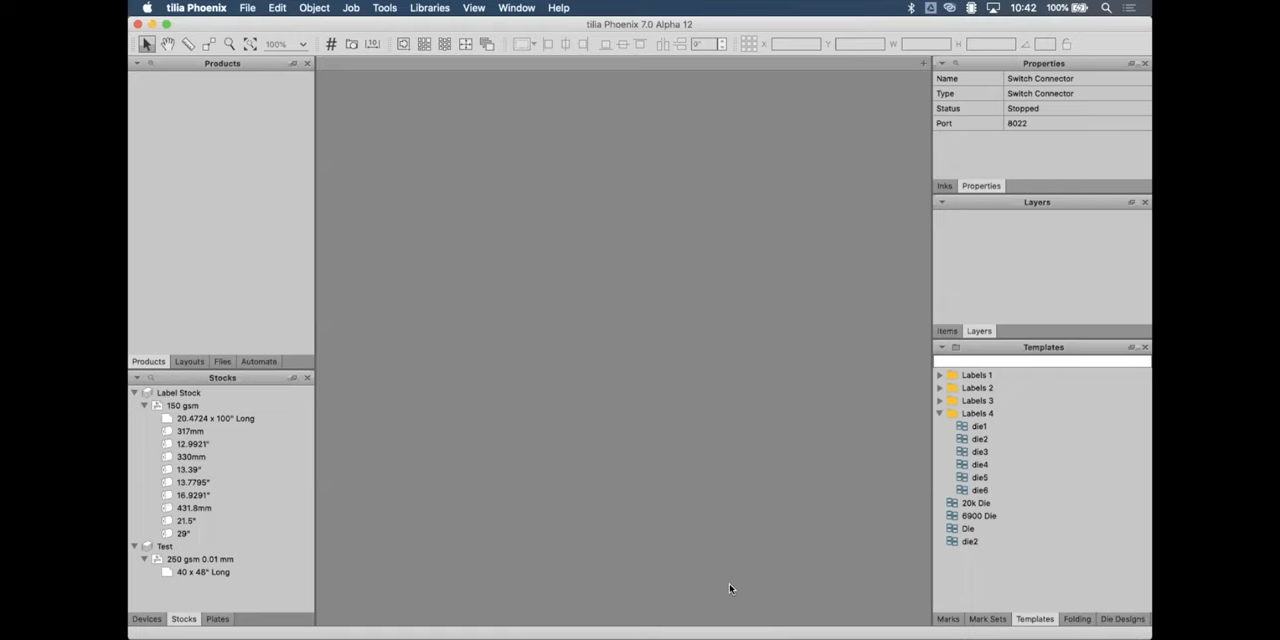 tilia Phoenix File Edit Object Job Tools Libraries View Window Help 10:42 100%
tilia Phoenix 7.0 Alpha 12
100% 0° X Y W H
Products
Products Layouts Files Automate
Stocks
Label Stock
150 gsm
20.4724 x 100" Long
317mm
12.9921"
330mm
13.39"
13.7795"
16.9291"
431.8mm
21.5"
29"
Test
250 gsm 0.01 mm
40 x 48" Long
Devices Stocks Plates
Properties
Name Switch Connector
Type Switch Connector
Status Stopped
Port 8022
Inks Properties
Layers
Items Layers
Templates
Labels 1
Labels 2
Labels 3
Labels 4
die1
die2
die3
die4
die5
die6
20k Die
6900 Die
Die
die2
Marks Mark Sets Templates Folding Die Designs